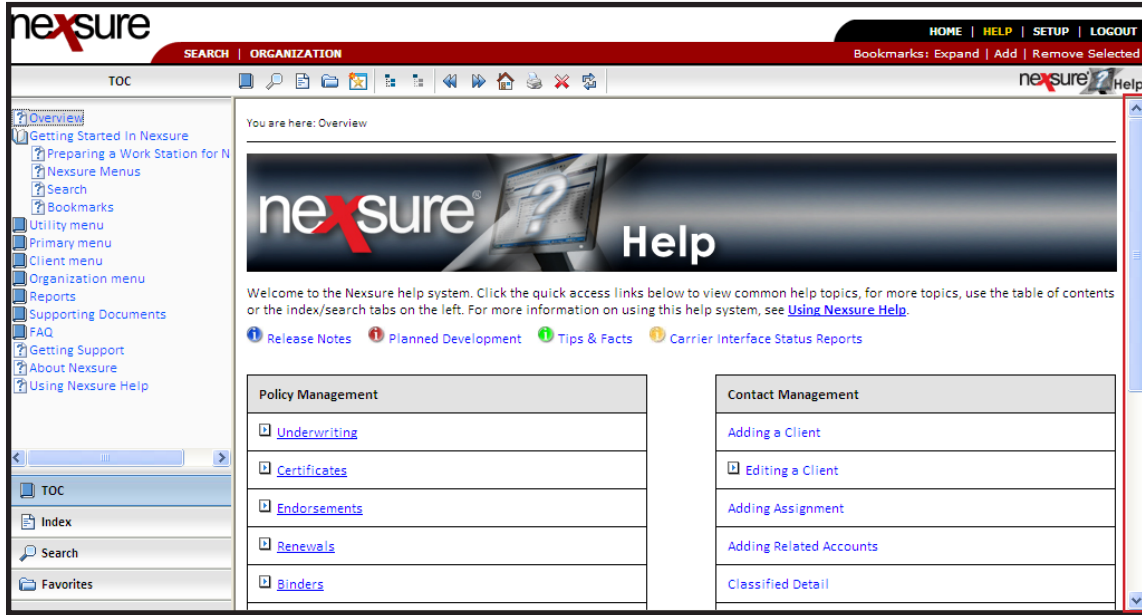 nexsure
HOME | HELP | SETUP | LOGOUT
SEARCH | ORGANIZATION
Bookmarks: Expand | Add | Remove Selected
TOC
nexsure ? Help
Overview
Getting Started In Nexsure
Preparing a Work Station for N
Nexsure Menus
Search
Bookmarks
Utility menu
Primary menu
Client menu
Organization menu
Reports
Supporting Documents
FAQ
Getting Support
About Nexsure
Using Nexsure Help
TOC
Index
Search
Favorites
You are here: Overview
nexsure® ? Help
Welcome to the Nexsure help system. Click the quick access links below to view common help topics, for more topics, use the table of contents
or the index/search tabs on the left. For more information on using this help system, see Using Nexsure Help.
Release Notes Planned Development Tips & Facts Carrier Interface Status Reports
Policy Management
Underwriting
Certificates
Endorsements
Renewals
Binders
Contact Management
Adding a Client
Editing a Client
Adding Assignment
Adding Related Accounts
Classified Detail